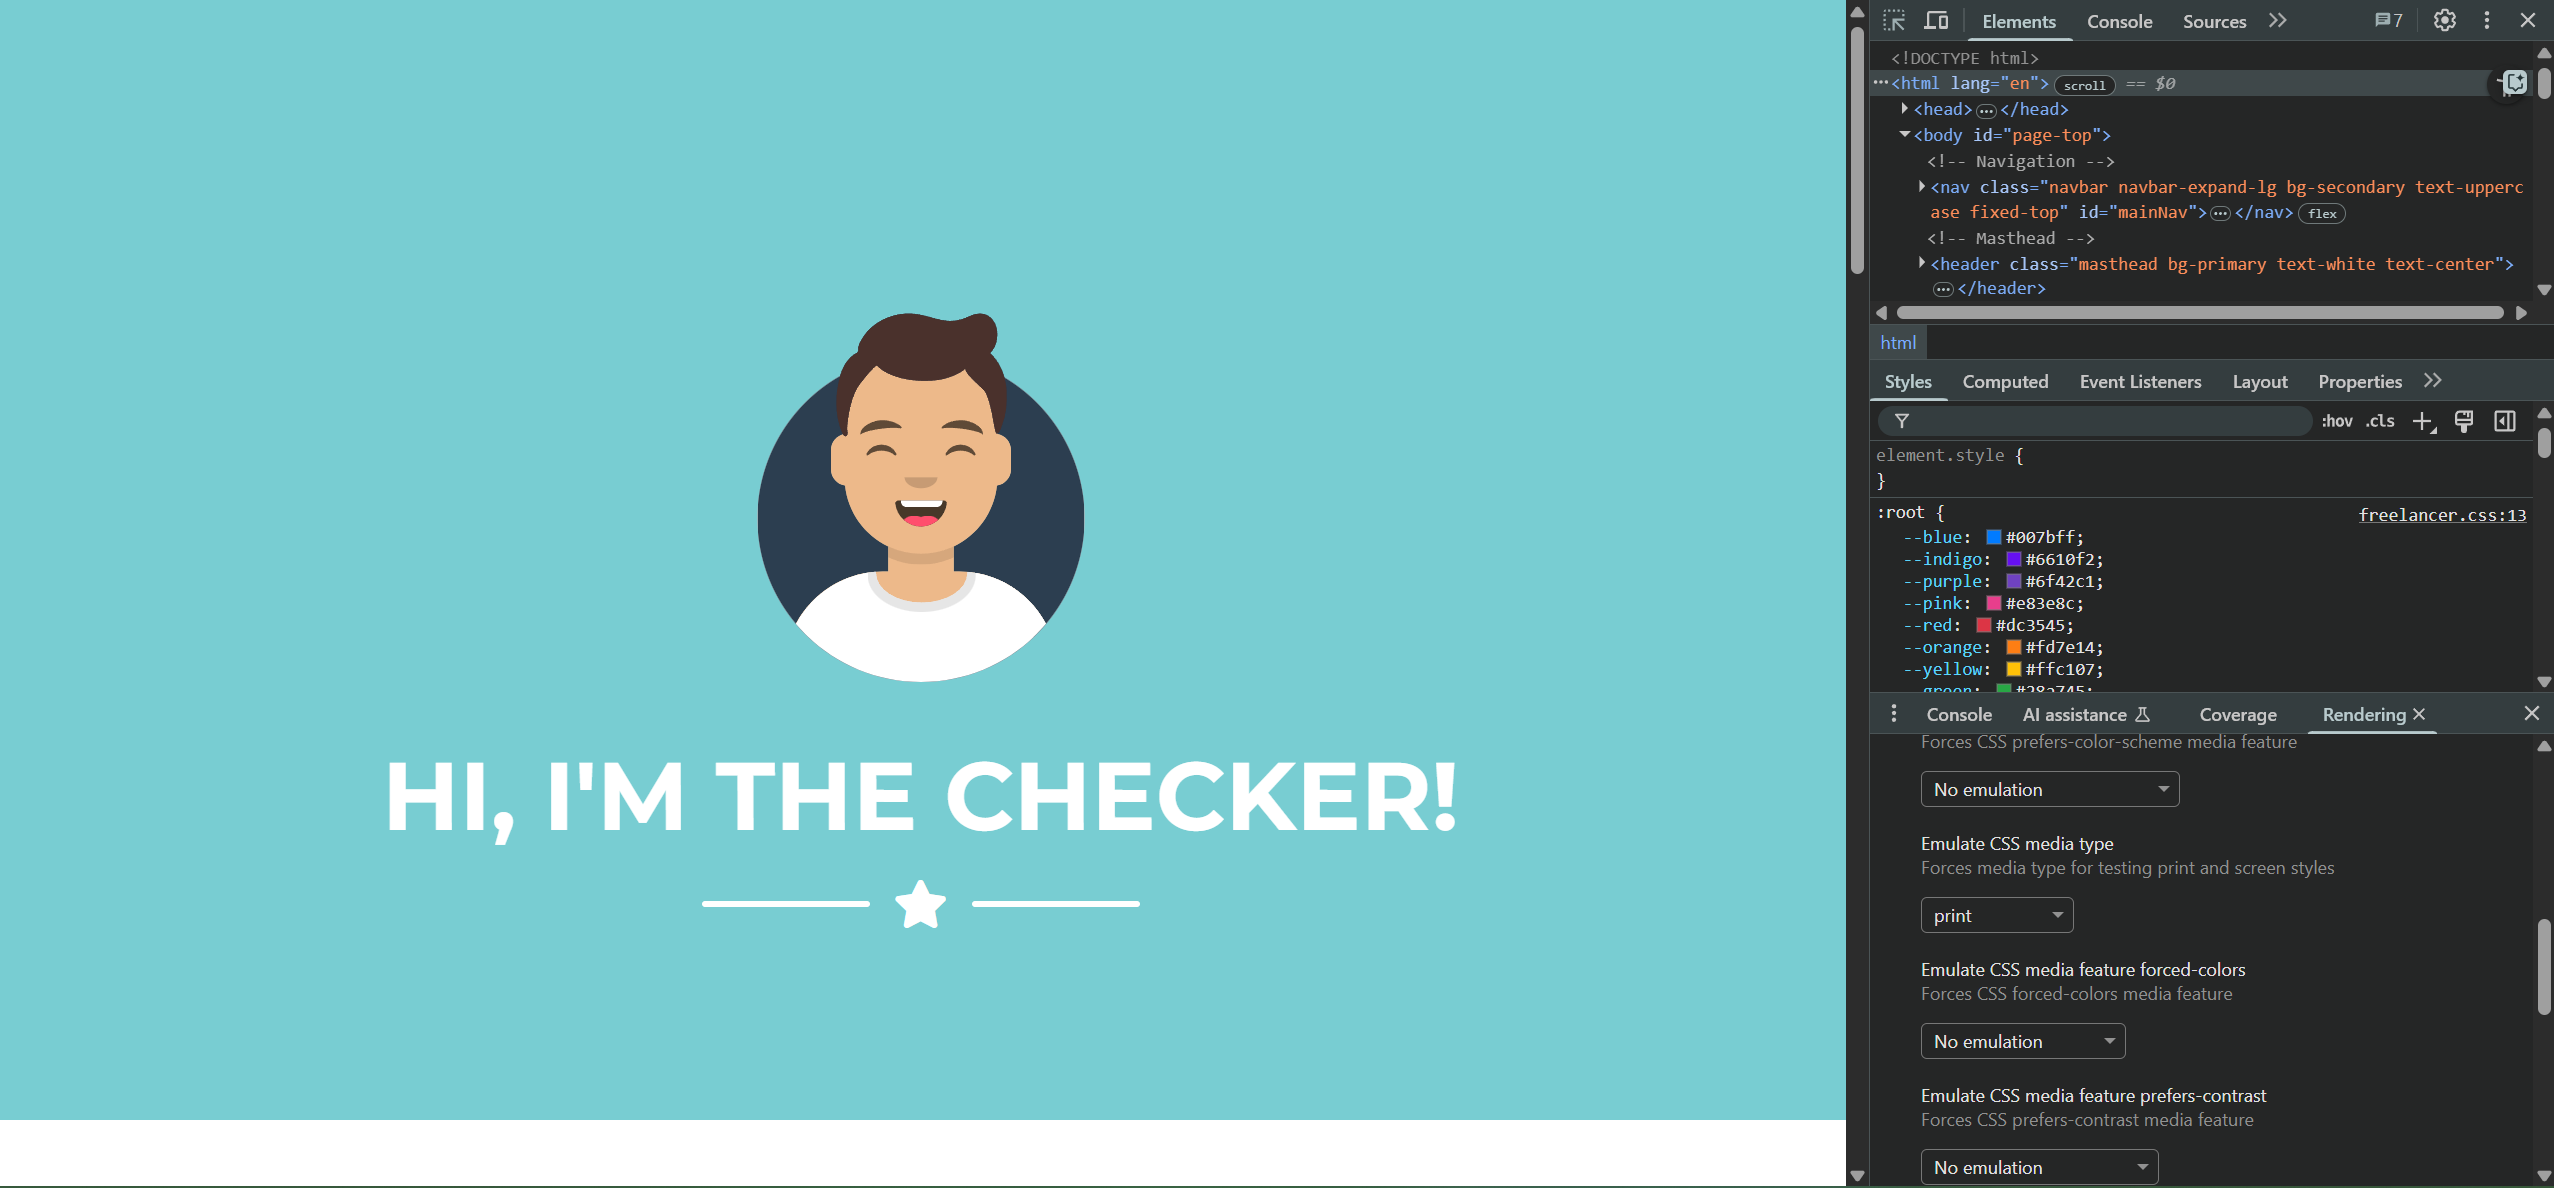 HI, I'M THE CHECKER!
Elements Console Sources 7
<!DOCTYPE html>
<html lang="en"> scroll == $0
<head> </head>
<body id="page-top">
<!-- Navigation -->
<nav class="navbar navbar-expand-lg bg-secondary text-upperc
ase fixed-top" id="mainNav"> </nav> flex
<!-- Masthead -->
<header class="masthead bg-primary text-white text-center">
</header>
html
Styles Computed Event Listeners Layout Properties
:hov .cls
element.style {
}
:root { freelancer.css:13
--blue: #007bff;
--indigo: #6610f2;
--purple: #6f42c1;
--pink: #e83e8c;
--red: #dc3545;
--orange: #fd7e14;
--yellow: #ffc107;
--green: #28a745;
Console AI assistance Coverage Rendering
Forces CSS prefers-color-scheme media feature
No emulation
Emulate CSS media type
Forces media type for testing print and screen styles
print
Emulate CSS media feature forced-colors
Forces CSS forced-colors media feature
No emulation
Emulate CSS media feature prefers-contrast
Forces CSS prefers-contrast media feature
No emulation